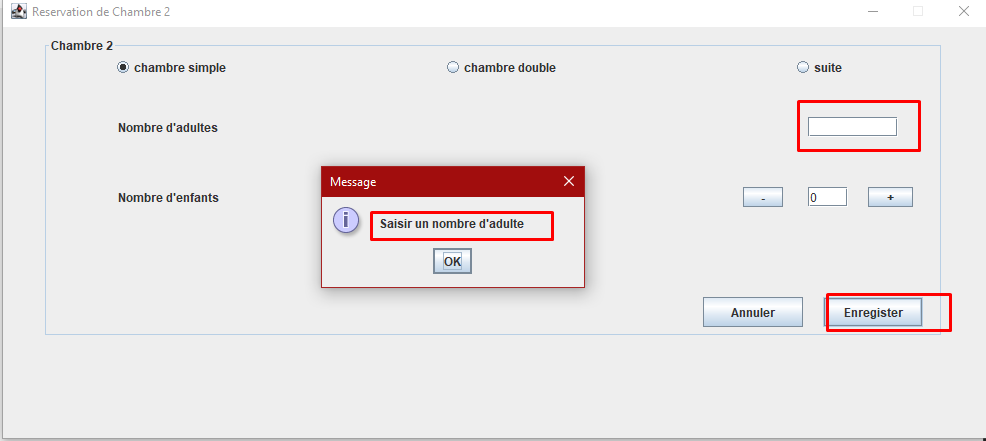 Reservation de Chambre 2
Chambre 2
chambre simple chambre double suite
Nombre d'adultes
Message
Nombre d'enfants - 0 +
Saisir un nombre d'adulte
OK
Annuler Enregister